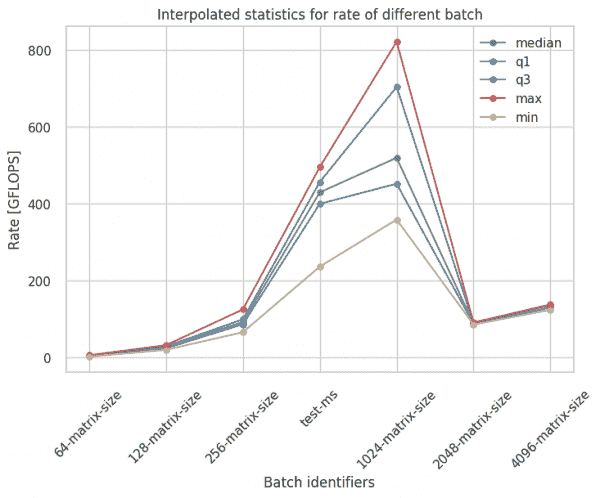 Interpolated statistics for rate of different batch
800
600
400
200
0
Rate [GFLOPS]
median
q1
q3
max
min
64-matrix-size
128-matrix-size
256-matrix-size
test-ms
1024-matrix-size
2048-matrix-size
4096-matrix-size
Batch identifiers